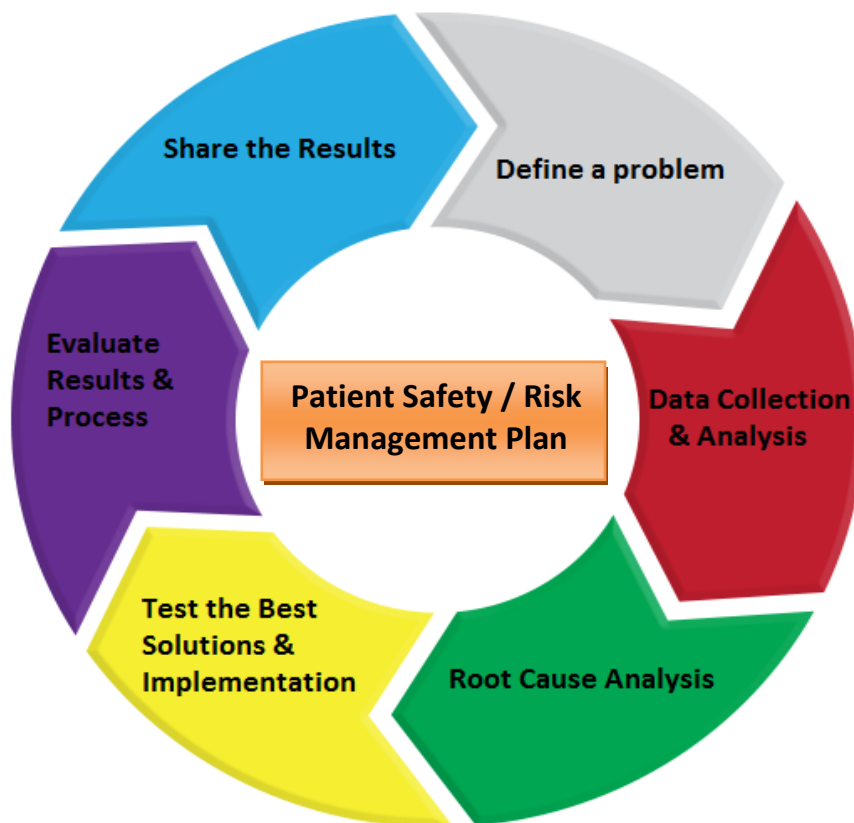 Share the Results
Define a problem
Evaluate
Results &
Process
Patient Safety / Risk
Management Plan
Data Collection
& Analysis
Test the Best
Solutions &
Implementation
Root Cause Analysis